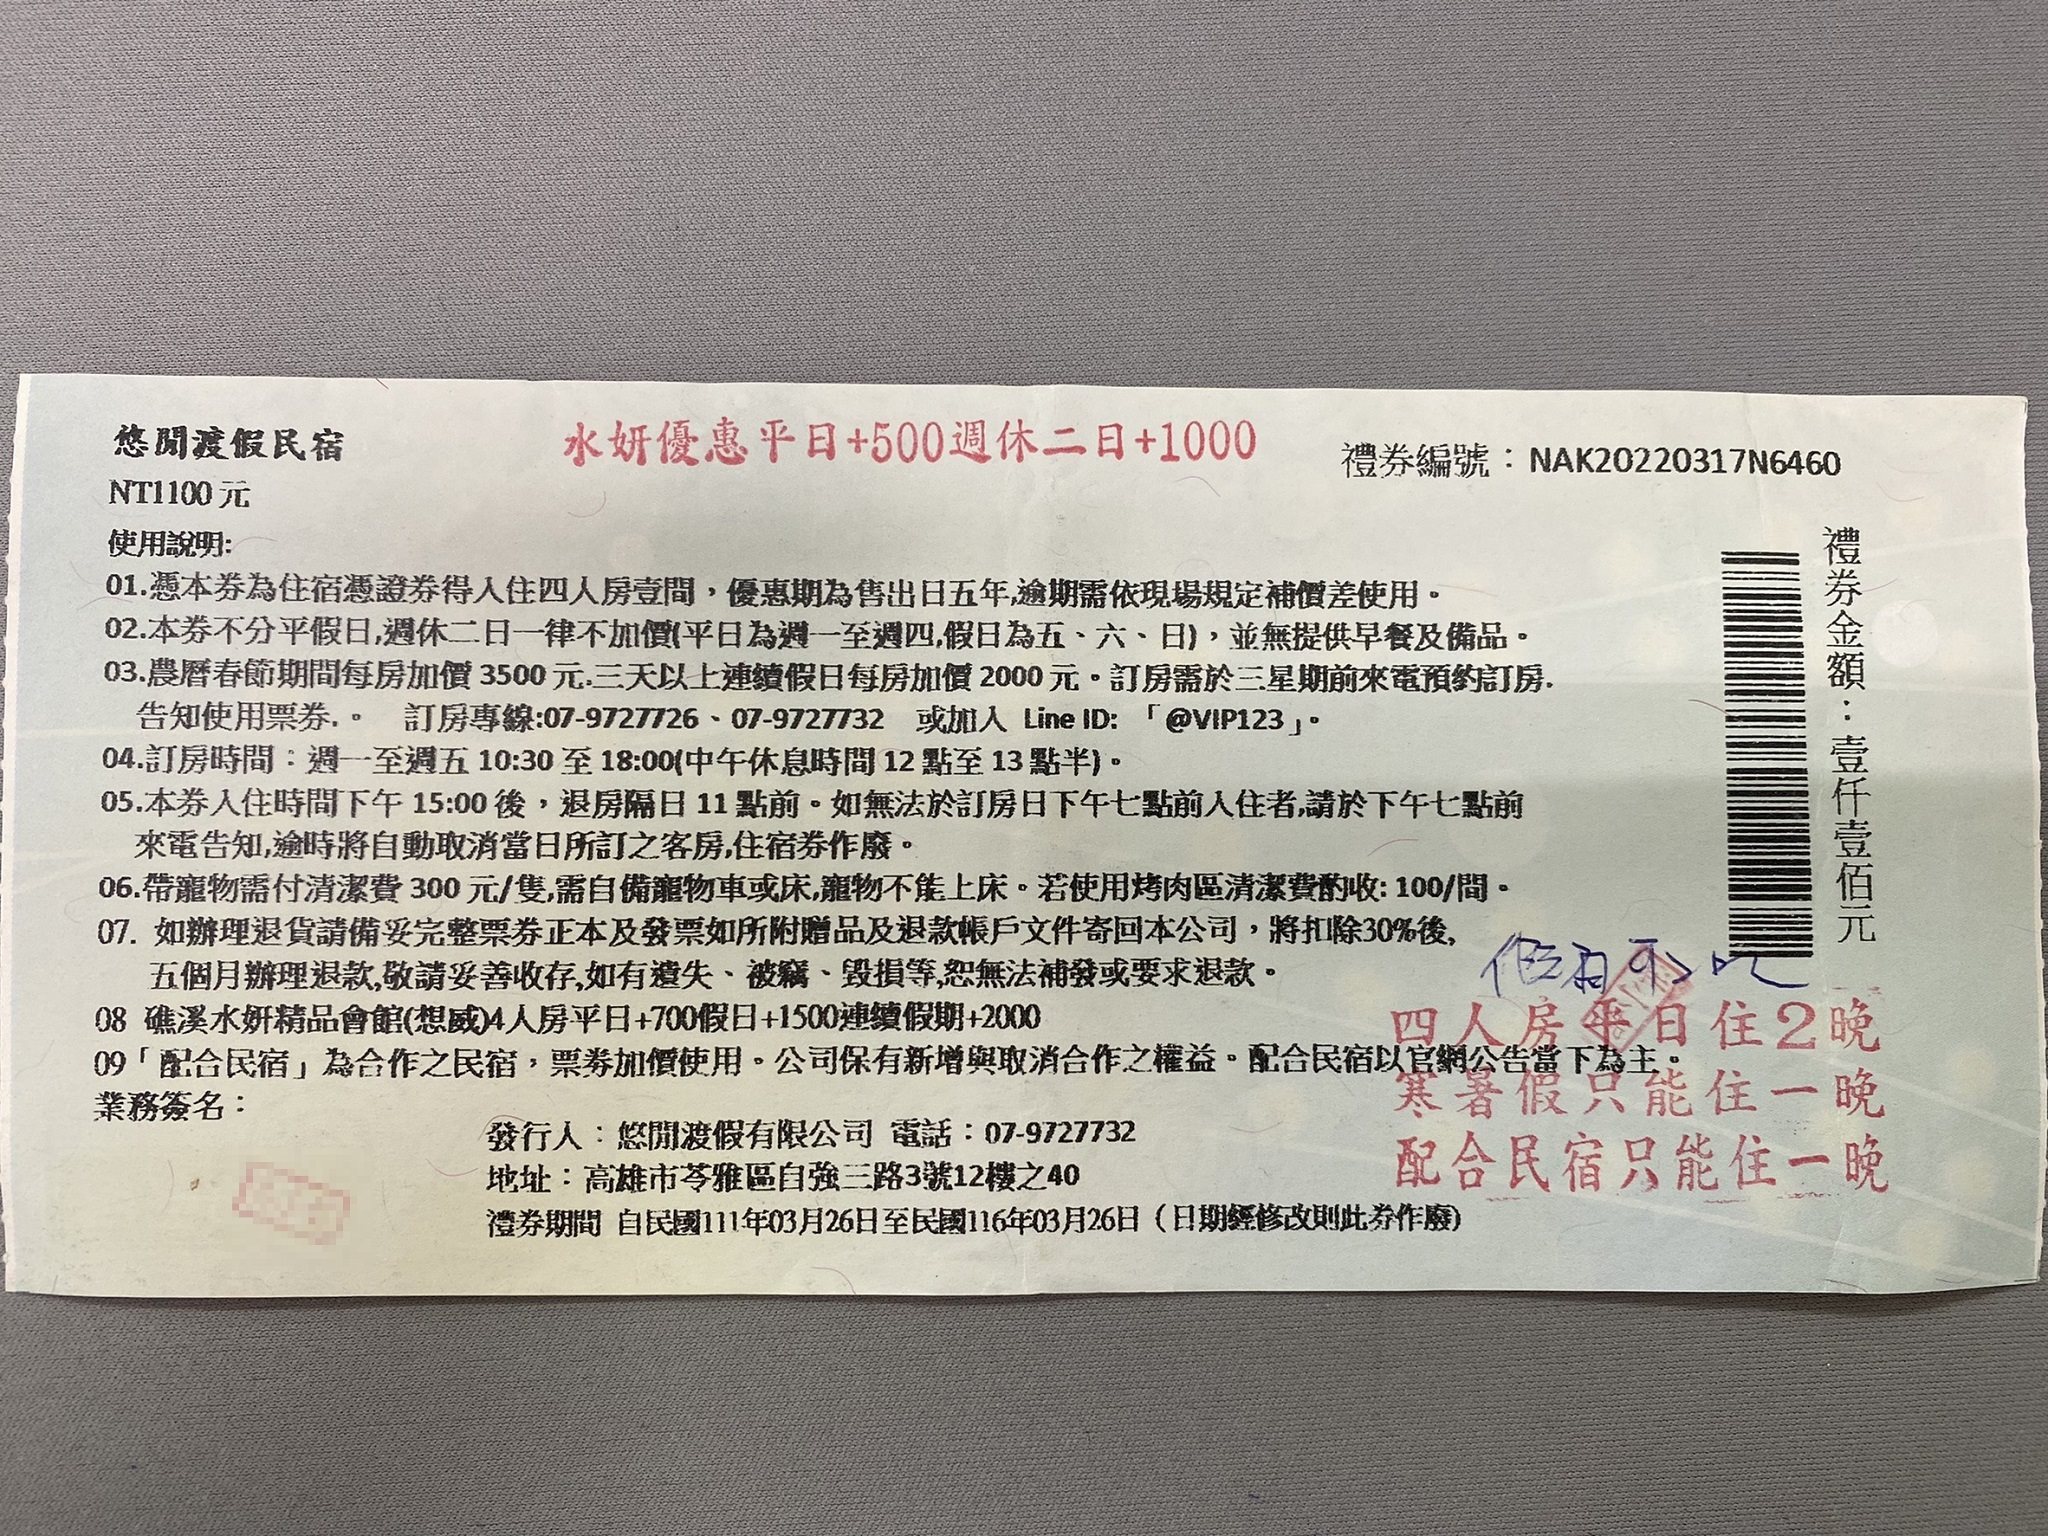 悠閒渡假民宿
水妍優惠平日+500週休二日+1000
禮券編號：NAK20220317N6460
NT1100 元
使用說明:
01.憑本券為住宿憑證券得入住四人房壹間，優惠期為售出日五年,逾期需依現場規定補價差使用。
02.本券不分平假日,週休二日一律不加價(平日為週一至週四,假日為五、六、日)，並無提供早餐及備品。
03.農曆春節期間每房加價 3500 元.三天以上連續假日每房加價 2000 元。訂房需於三星期前來電預約訂房.
告知使用票券.。 訂房專線:07-9727726、07-9727732 或加入 Line ID: 「@VIP123」。
04.訂房時間：週一至週五 10:30 至 18:00(中午休息時間 12 點至 13 點半)。
05.本券入住時間下午 15:00 後，退房隔日 11 點前。如無法於訂房日下午七點前入住者,請於下午七點前
來電告知,逾時將自動取消當日所訂之客房,住宿券作廢。
06.帶寵物需付清潔費 300 元/隻,需自備寵物車或床,寵物不能上床。若使用烤肉區清潔費酌收: 100/間。
07. 如辦理退貨請備妥完整票券正本及發票如所附贈品及退款帳戶文件寄回本公司，將扣除30%後,
五個月辦理退款,敬請妥善收存,如有遺失、被竊、毀損等,恕無法補發或要求退款。
08 礁溪水妍精品會館(想威)4人房平日+700假日+1500連續假期+2000
09「配合民宿」為合作之民宿，票券加價使用。公司保有新增與取消合作之權益。配合民宿以官網公告當下為主。
業務簽名：
發行人：悠閒渡假有限公司 電話：07-9727732
地址：高雄市苓雅區自強三路3號12樓之40
禮券期間 自民國111年03月26日至民國116年03月26日（日期經修改則此券作廢）
禮券金額：壹仟壹佰元
四人房平日住2晚
寒暑假只能住一晚
配合民宿只能住一晚